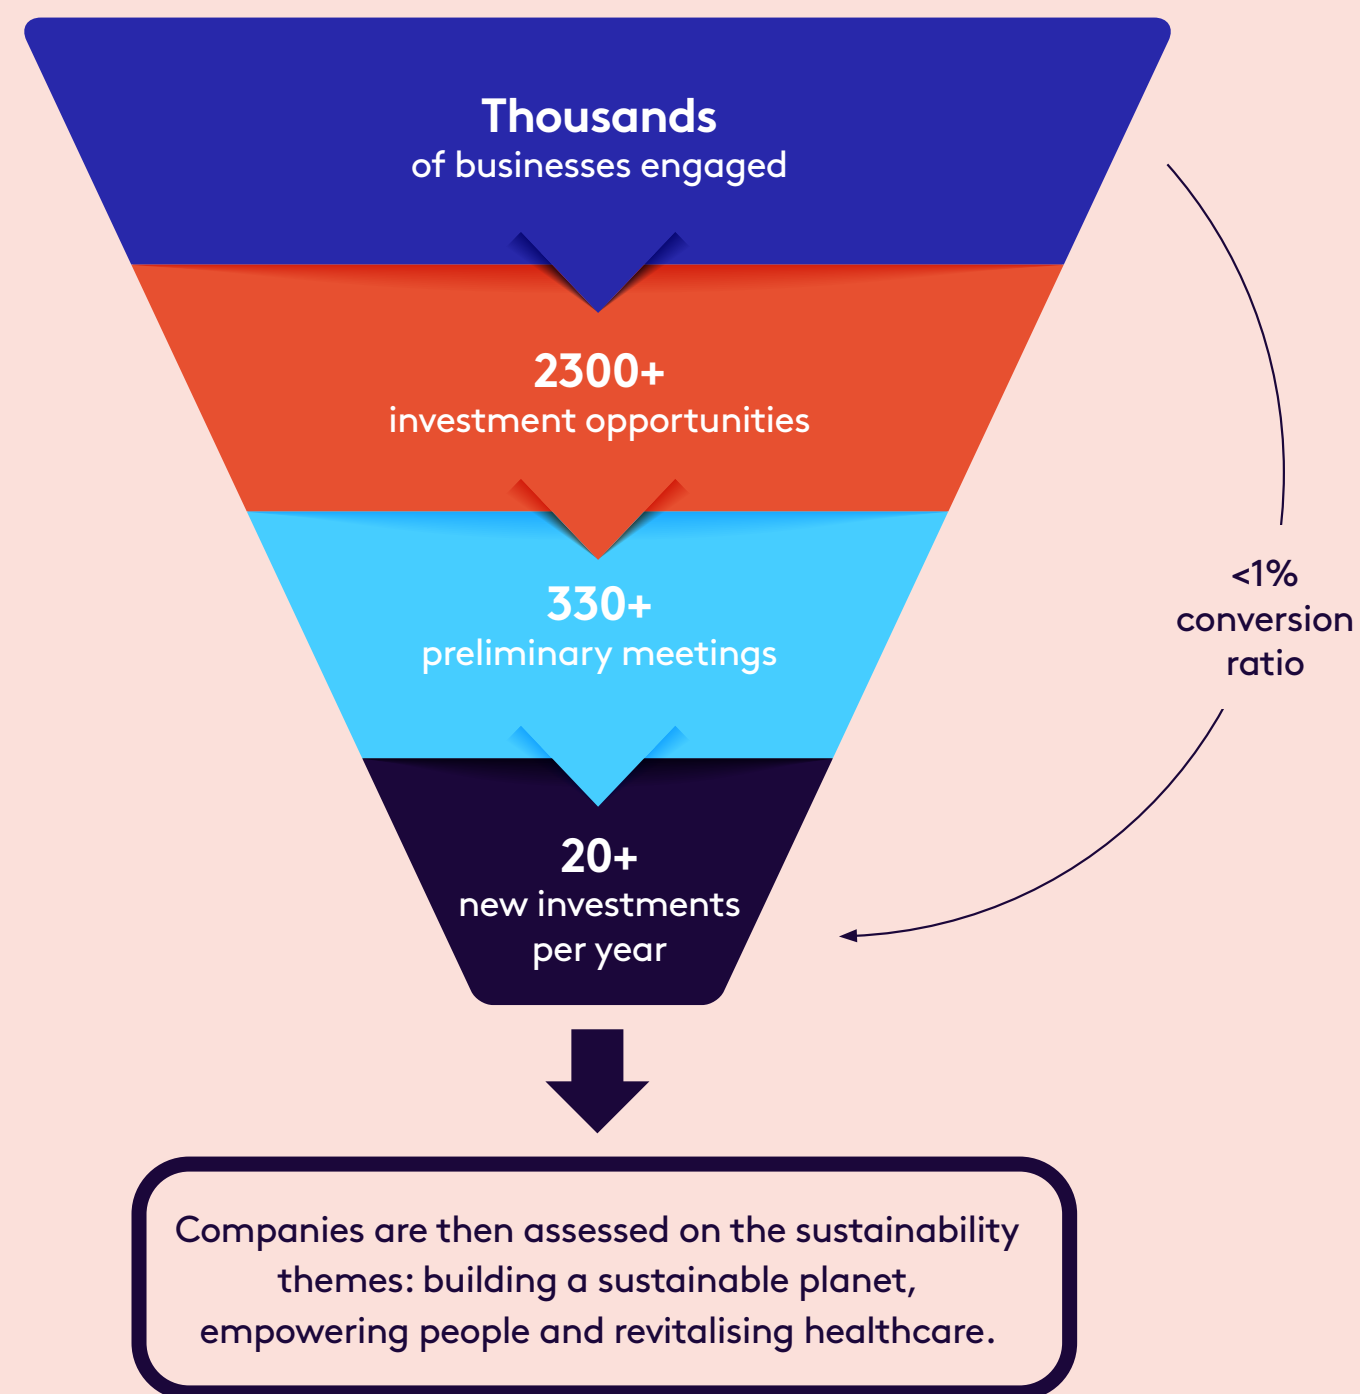 Thousands
of businesses engaged
2300+
investment opportunities
330+
preliminary meetings
20+
new investments
per year
<1%
conversion
ratio
Companies are then assessed on the sustainability
themes: building a sustainable planet,
empowering people and revitalising healthcare.